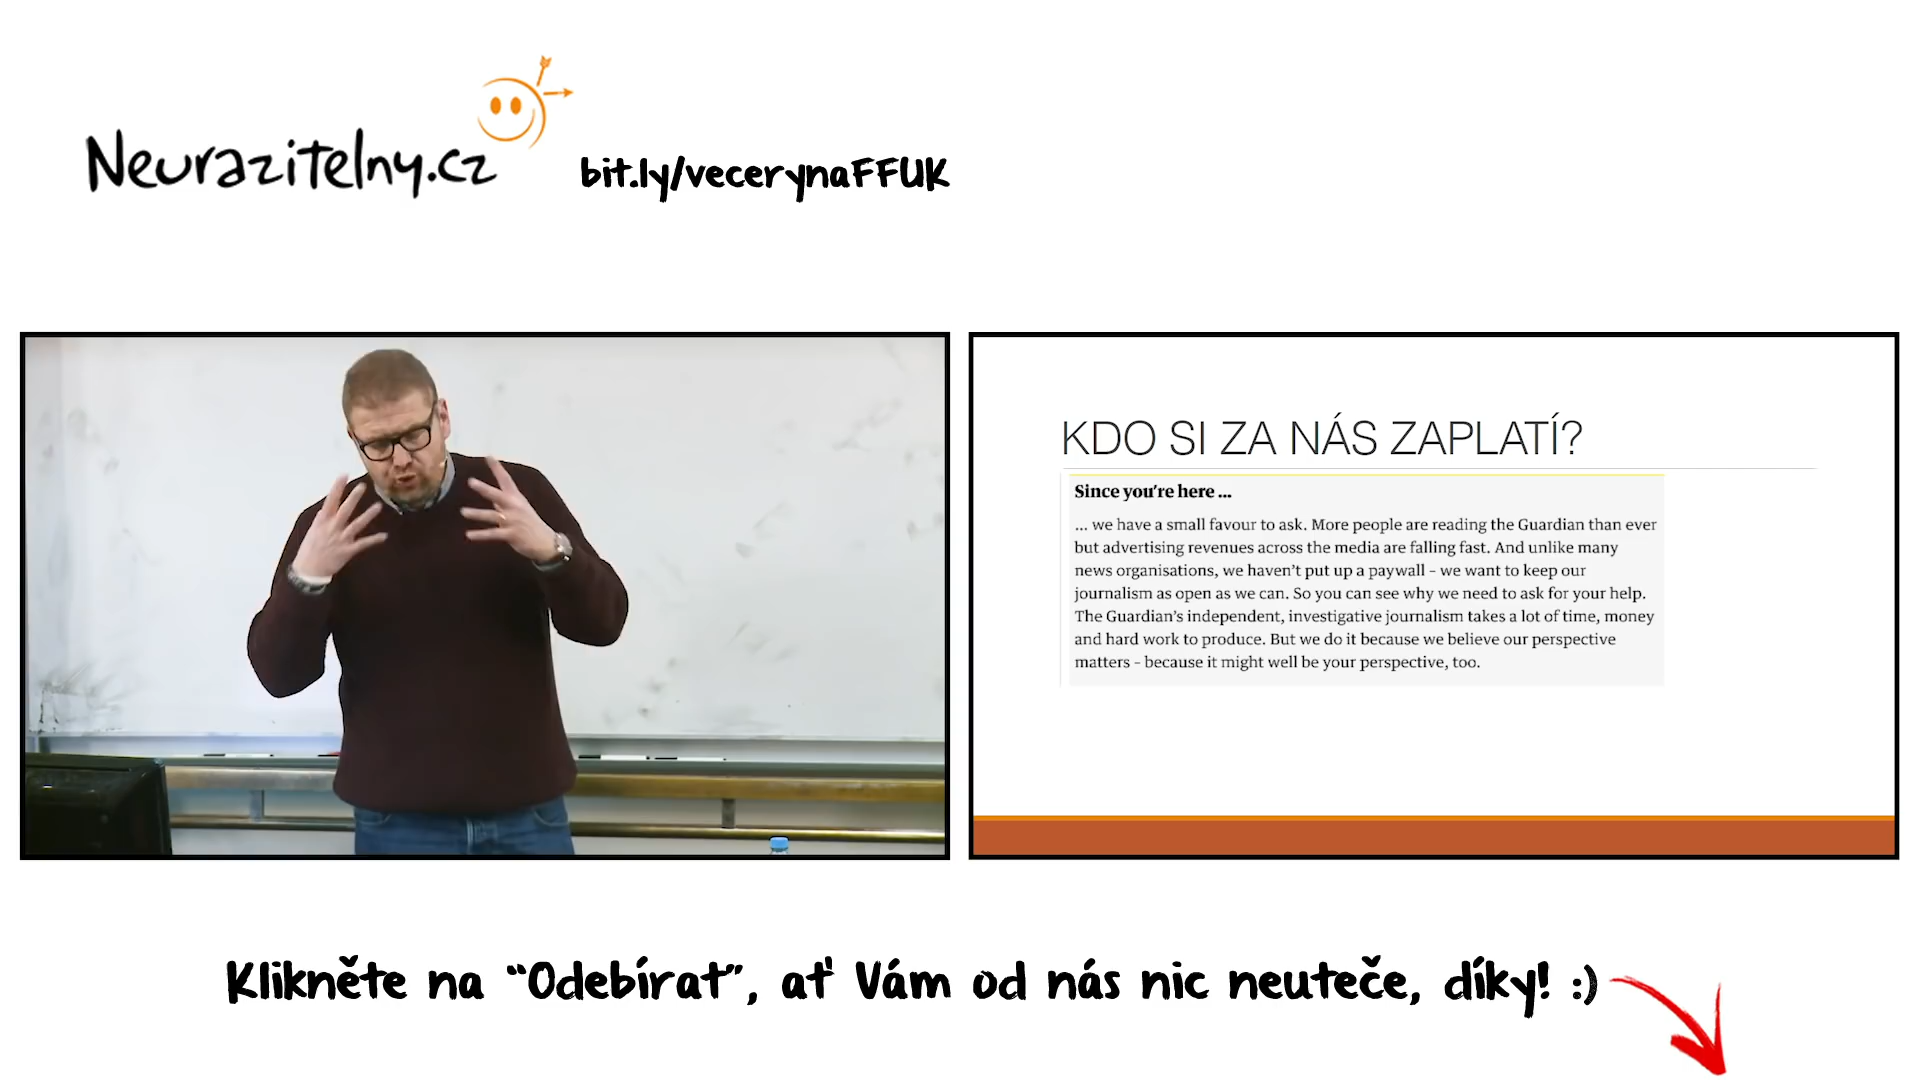 Neurazitelny.cz
bit.ly/vecerynaFFUK
KDO SI ZA NÁS ZAPLATÍ?
Since you're here ...
... we have a small favour to ask. More people are reading the Guardian than ever
but advertising revenues across the media are falling fast. And unlike many
news organisations, we haven't put up a paywall – we want to keep our
journalism as open as we can. So you can see why we need to ask for your help.
The Guardian's independent, investigative journalism takes a lot of time, money
and hard work to produce. But we do it because we believe our perspective
matters – because it might well be your perspective, too.
Klikněte na “Odebírat”, ať Vám od nás nic neuteče, díky! :)